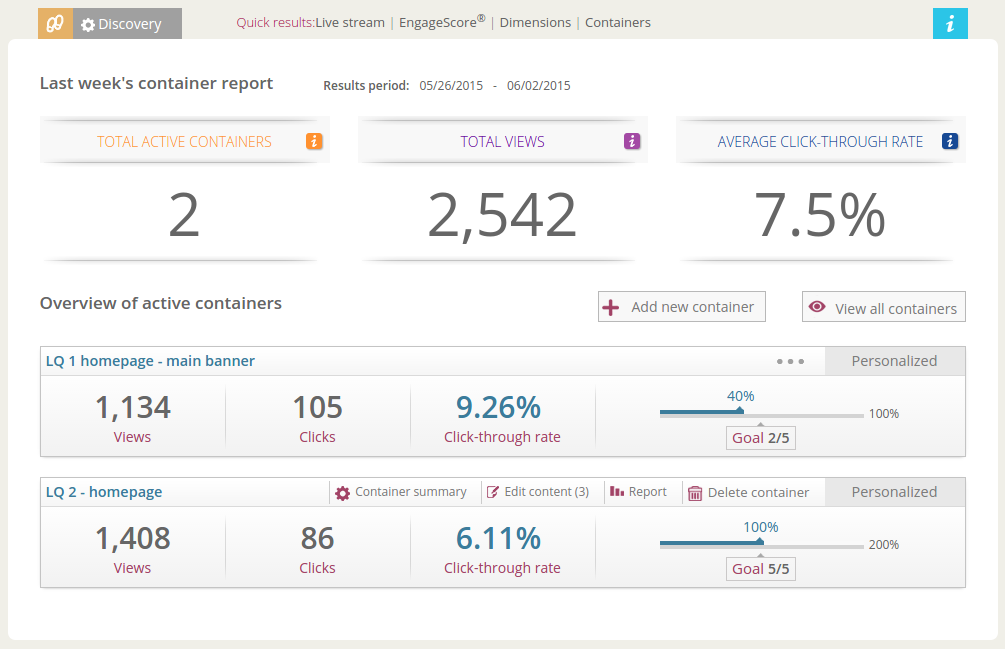 Discovery
Quick results:Live stream | EngageScore® | Dimensions | Containers
i
Last week's container report
Results period: 05/26/2015 - 06/02/2015
TOTAL ACTIVE CONTAINERS i
TOTAL VIEWS i
AVERAGE CLICK-THROUGH RATE i
2
2,542
7.5%
Overview of active containers
Add new container
View all containers
LQ 1 homepage - main banner
Personalized
1,134
105
9.26%
40%
100%
Views
Clicks
Click-through rate
Goal 2/5
LQ 2 - homepage
Container summary
Edit content (3)
Report
Delete container
Personalized
1,408
86
6.11%
100%
200%
Views
Clicks
Click-through rate
Goal 5/5